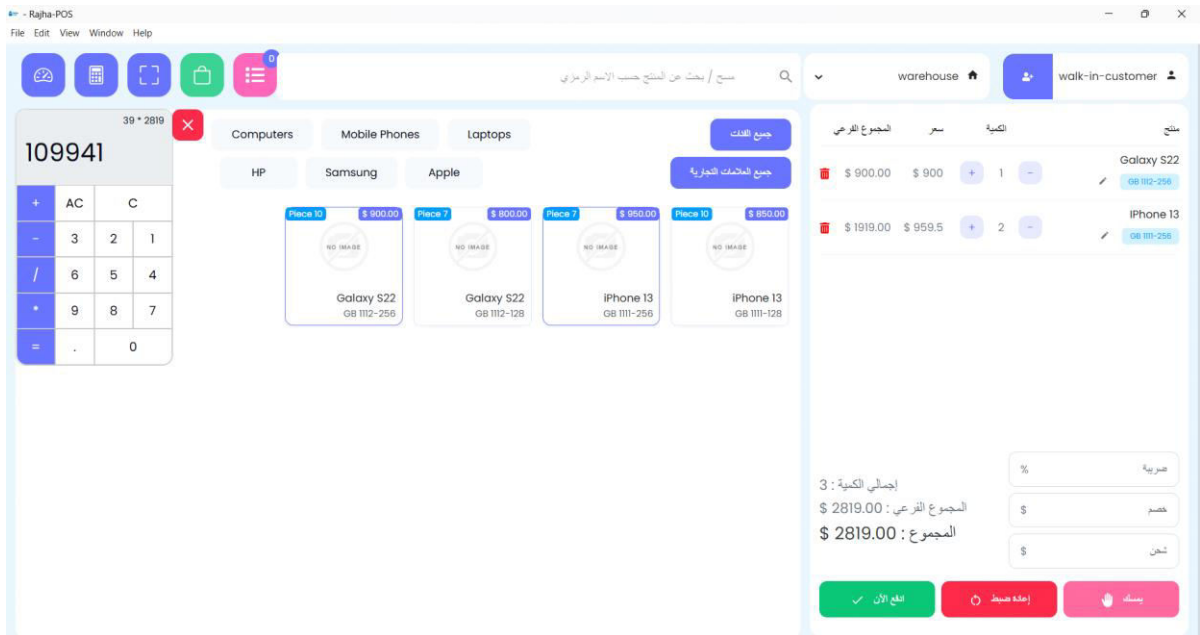 - Rajha-POS
File Edit View Window Help
0
مسح / بحث عن المنتج حسب الاسم الرمزي
warehouse
walk-in-customer
39 * 2819
109941
+ AC C
- 3 2 1
/ 6 5 4
* 9 8 7
= . 0
جميع الفئات
Laptops
Mobile Phones
Computers
جميع العلامات التجارية
Apple
Samsung
HP
Piece 10 $ 900.00
NO IMAGE
Galaxy S22
GB 1112-256
Piece 7 $ 800.00
NO IMAGE
Galaxy S22
GB 1112-128
Piece 7 $ 950.00
NO IMAGE
iPhone 13
GB 1111-256
Piece 10 $ 850.00
NO IMAGE
iPhone 13
GB 1111-128
منتج الكمية سعر المجموع الفرعي
Galaxy S22
GB 1112-256
- 1 + $ 900 $ 900.00
iPhone 13
GB 1111-256
- 2 + $ 959.5 $ 1919.00
ضريبة %
خصم $
شحن $
إجمالي الكمية : 3
المجموع الفرعي : 2819.00 $
المجموع : 2819.00 $
يمسك
إعادة ضبط
ادفع الآن